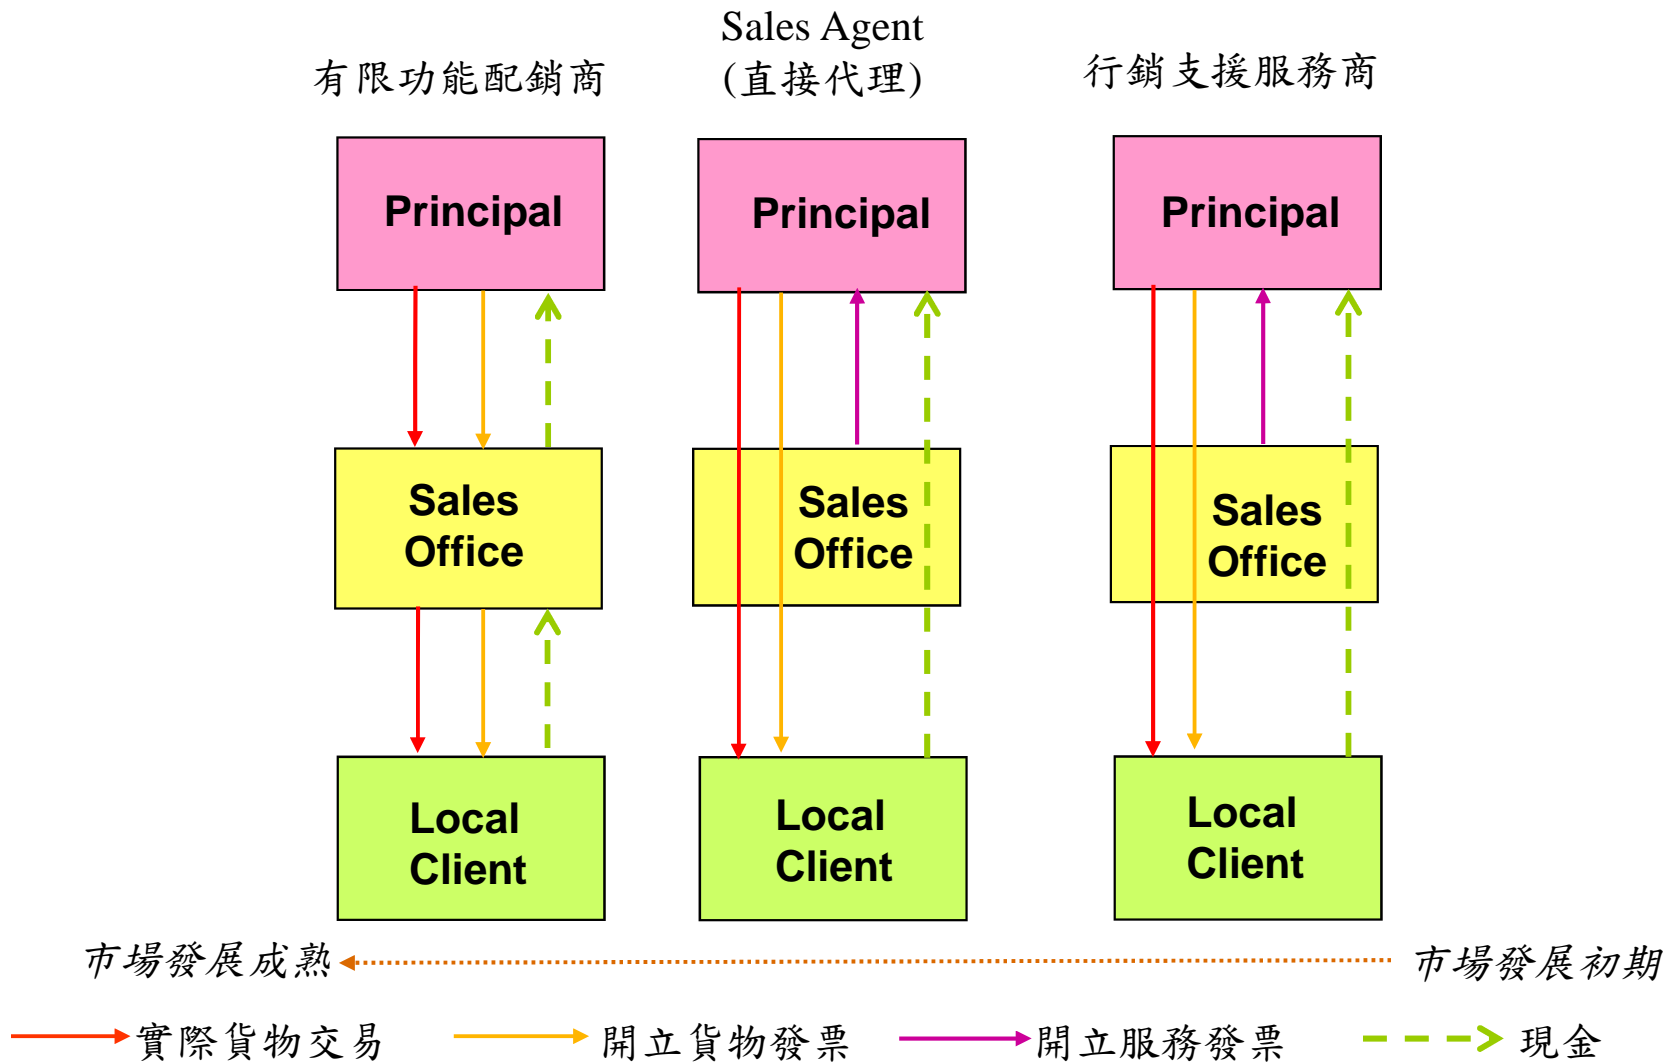 有限功能配銷商
Sales Agent
(直接代理)
行銷支援服務商
Principal
Principal
Principal
Sales
Office
Sales
Office
Sales
Office
Local
Client
Local
Client
Local
Client
市場發展成熟
市場發展初期
實際貨物交易
開立貨物發票
開立服務發票
現金